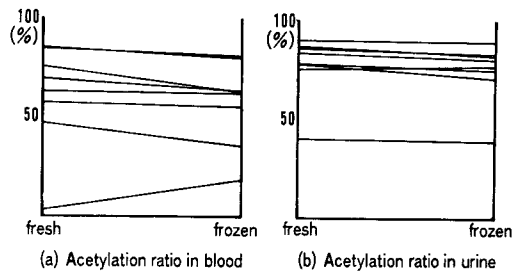 100
(%)
50
fresh
frozen
(a) Acetylation ratio in blood
100
(%)
50
fresh
frozen
(b) Acetylation ratio in urine